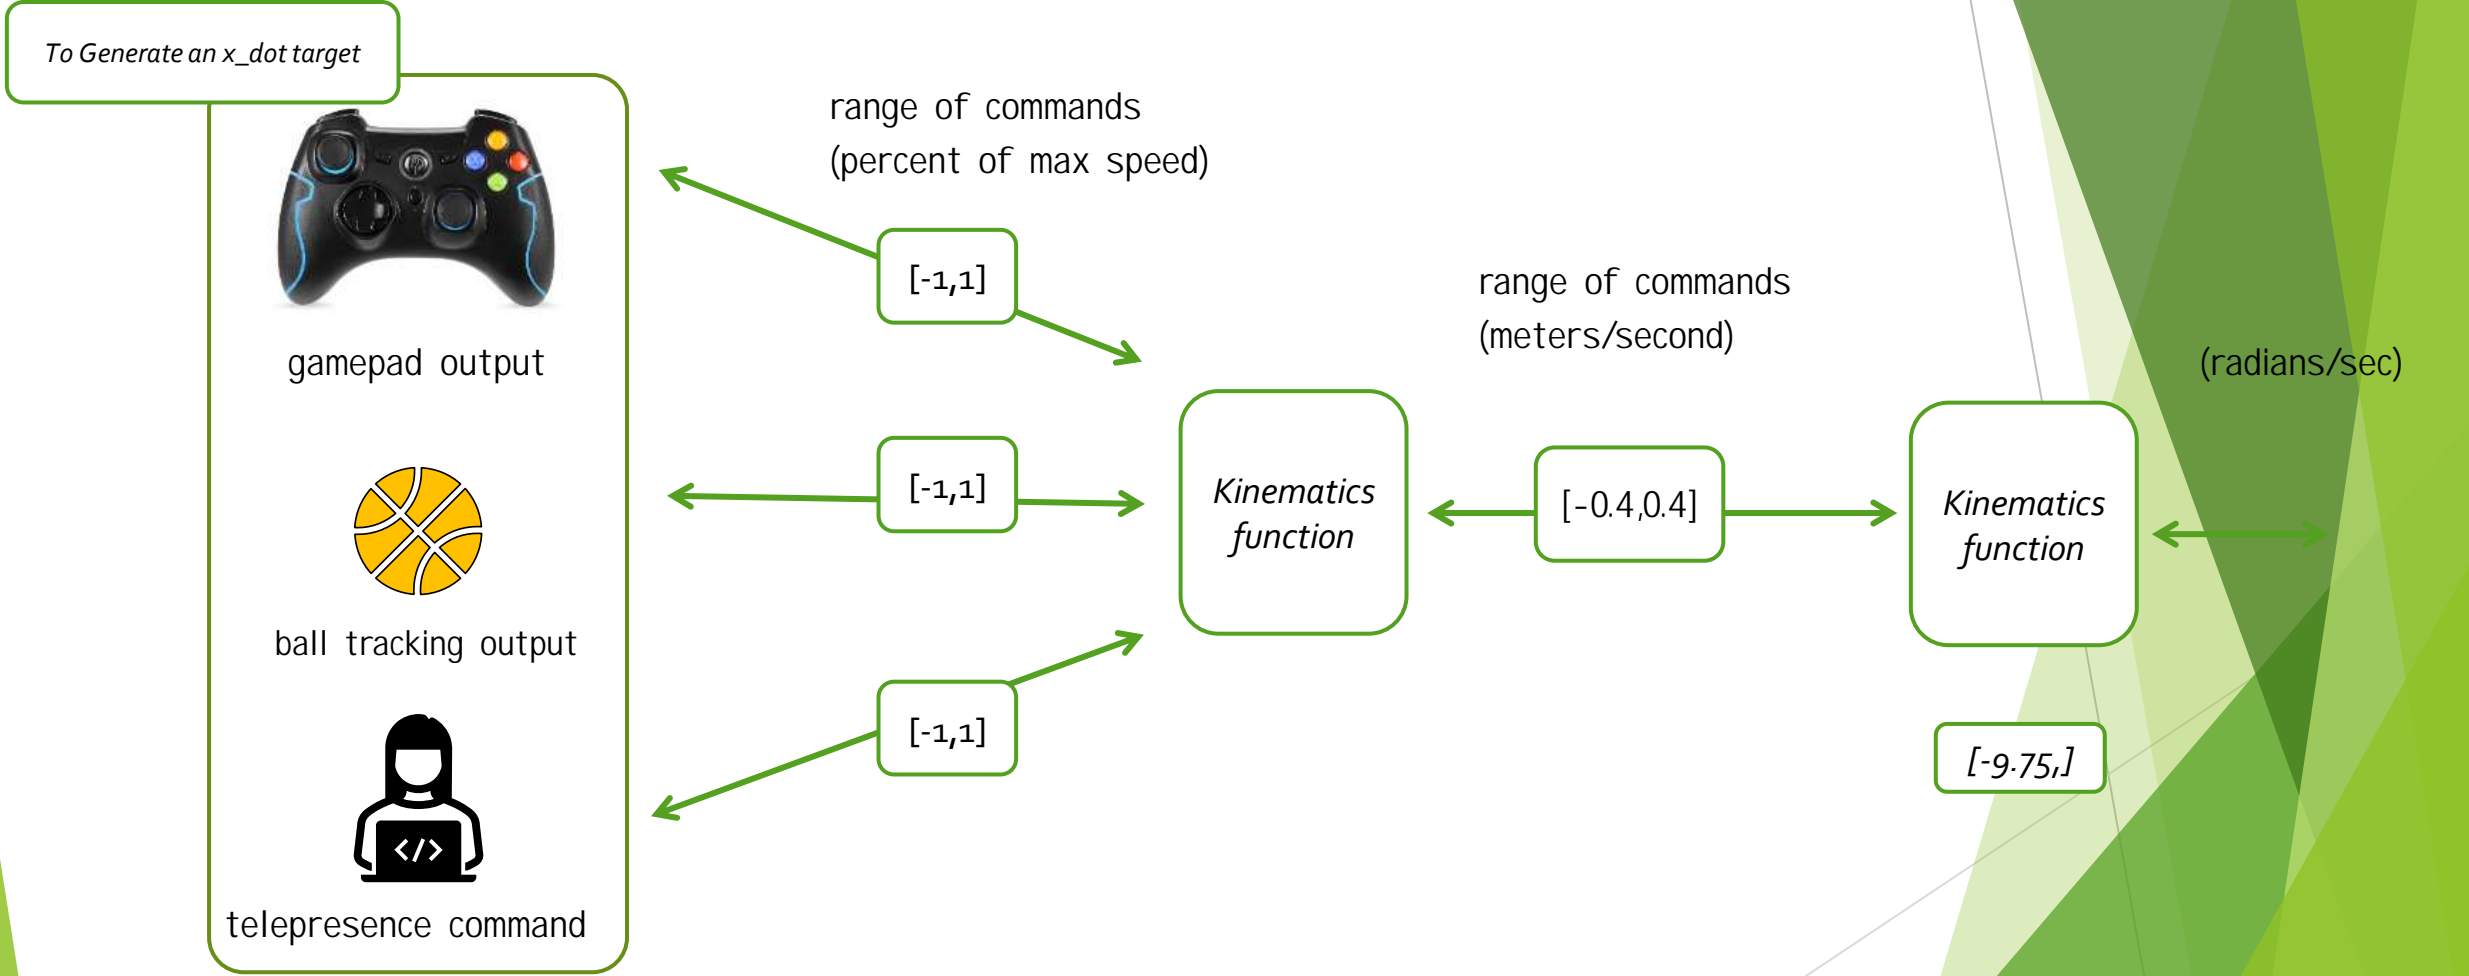 To Generate an x_dot target
range of commands
(percent of max speed)
[-1,1]
gamepad output
range of commands
(meters/second)
(radians/sec)
[-1,1]
Kinematics
function
[-0.4,0.4]
Kinematics
function
ball tracking output
[-1,1]
[-9.75,]
</>
telepresence command